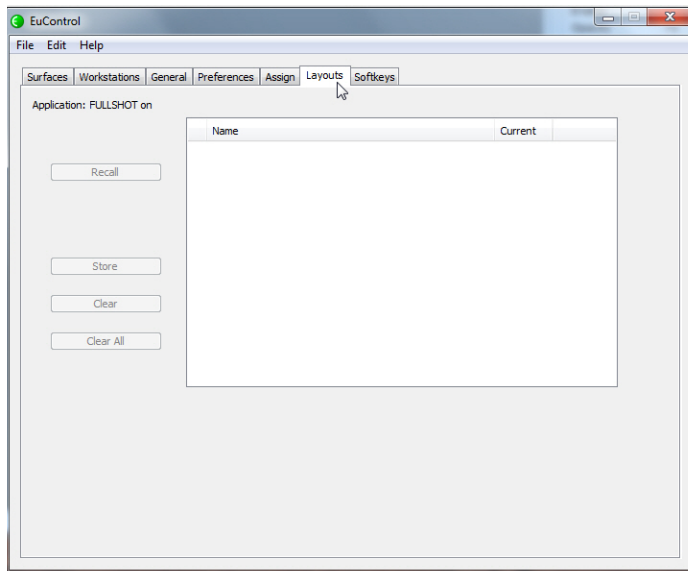 EuControl
File Edit Help
Surfaces Workstations General Preferences Assign Layouts Softkeys
Application: FULLSHOT on
Name Current
Recall
Store
Clear
Clear All